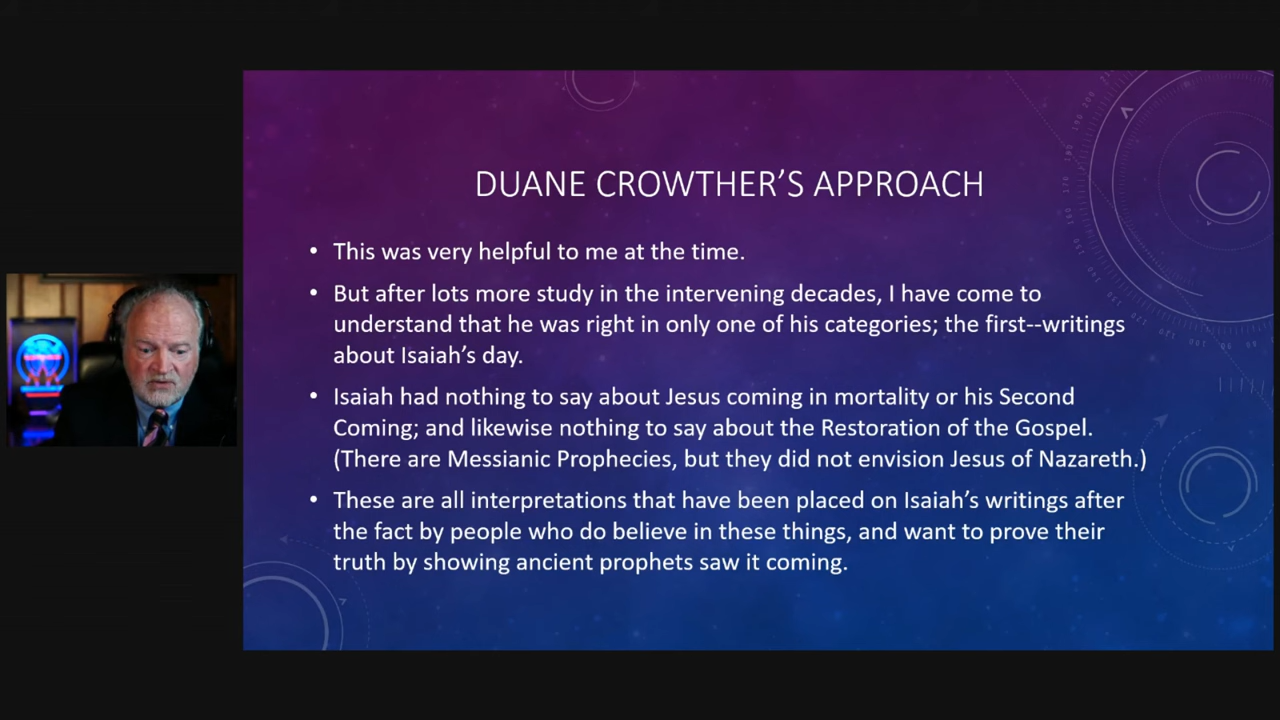 DUANE CROWTHER’S APPROACH
• This was very helpful to me at the time.
• But after lots more study in the intervening decades, I have come to
understand that he was right in only one of his categories; the first--writings
about Isaiah’s day.
• Isaiah had nothing to say about Jesus coming in mortality or his Second
Coming; and likewise nothing to say about the Restoration of the Gospel.
(There are Messianic Prophecies, but they did not envision Jesus of Nazareth.)
• These are all interpretations that have been placed on Isaiah’s writings after
the fact by people who do believe in these things, and want to prove their
truth by showing ancient prophets saw it coming.